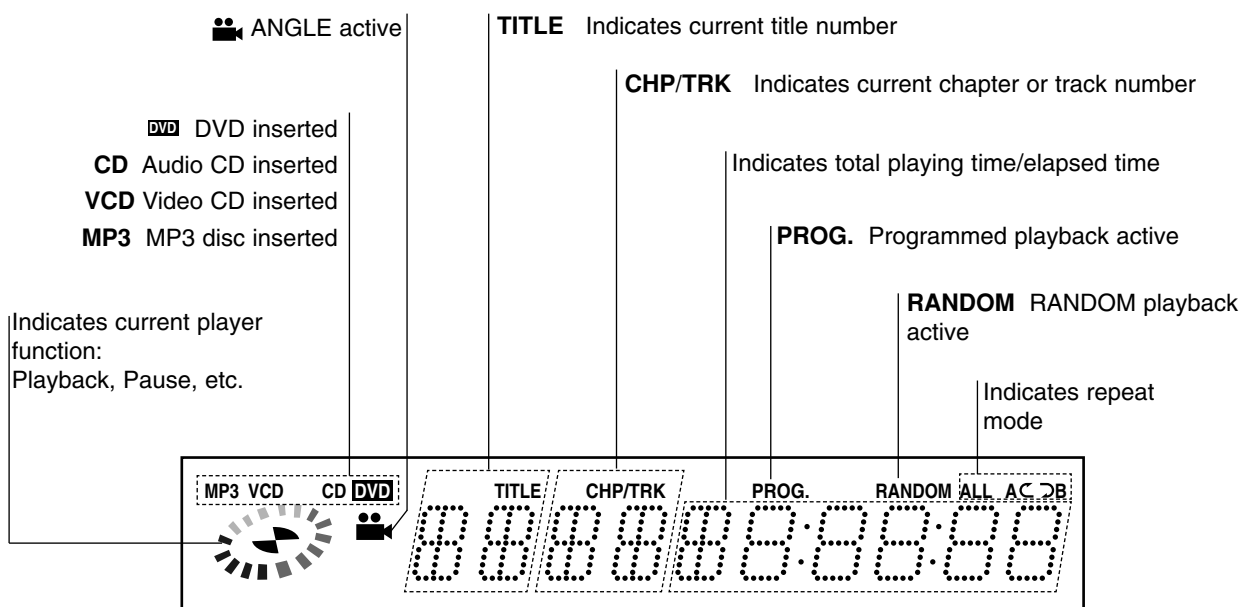 ANGLE active
TITLE Indicates current title number
CHP/TRK Indicates current chapter or track number
DVD DVD inserted
CD Audio CD inserted
VCD Video CD inserted
MP3 MP3 disc inserted
Indicates total playing time/elapsed time
PROG. Programmed playback active
RANDOM RANDOM playback
active
Indicates current player
function:
Playback, Pause, etc.
Indicates repeat
mode
MP3 VCD CD DVD TITLE CHP/TRK PROG. RANDOM ALL A B